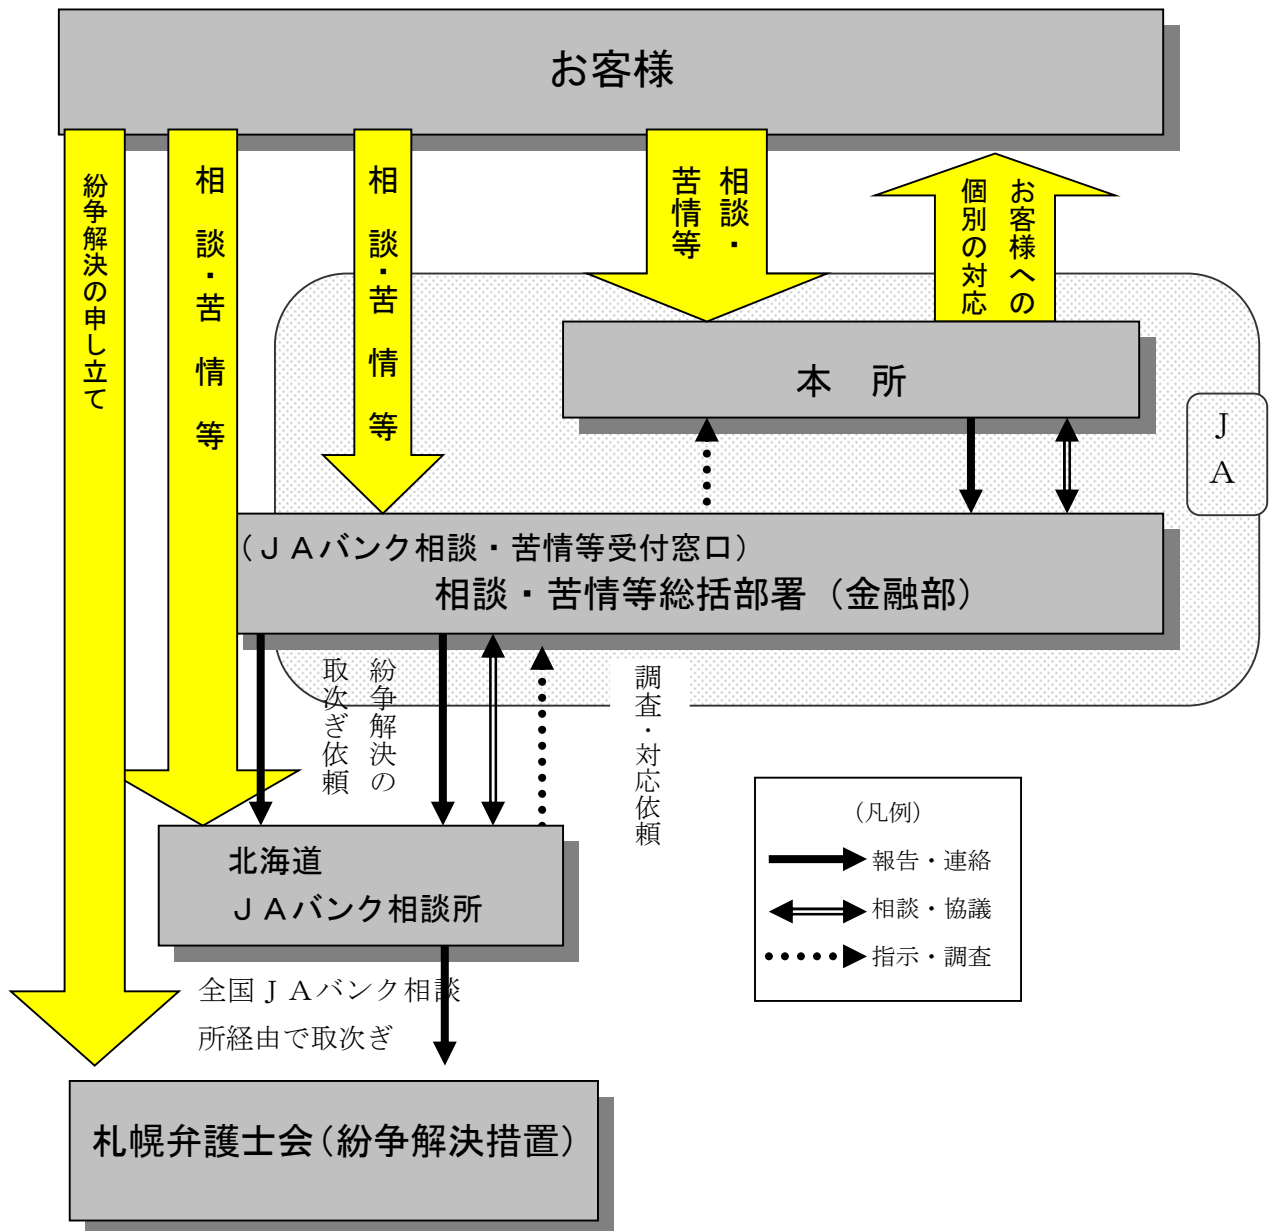 お客様
紛争解決の申し立て
相談・苦情等
相談・苦情等
相談・
苦情等
お客様への
個別の対応
本　所
ＪＡ
（ＪＡバンク相談・苦情等受付窓口）
相談・苦情等総括部署（金融部）
紛争解決の
取次ぎ依頼
調査・対応依頼
北海道
ＪＡバンク相談所
（凡例）
報告・連絡
相談・協議
指示・調査
全国ＪＡバンク相談
所経由で取次ぎ
札幌弁護士会（紛争解決措置）